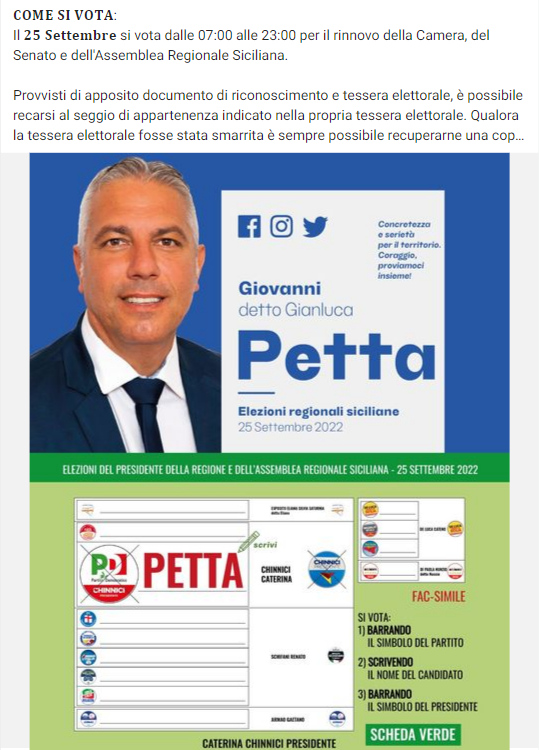 COME SI VOTA:
Il 25 Settembre si vota dalle 07:00 alle 23:00 per il rinnovo della Camera, del
Senato e dell'Assemblea Regionale Siciliana.
Provvisti di apposito documento di riconoscimento e tessera elettorale, è possibile
recarsi al seggio di appartenenza indicato nella propria tessera elettorale. Qualora
la tessera elettorale fosse stata smarrita è sempre possibile recuperarne una cop...
Concretezza
e serietà
per il territorio.
Coraggio,
proviamoci
insieme!
Giovanni
detto Gianluca
Petta
Elezioni regionali siciliane
25 Settembre 2022
ELEZIONI DEL PRESIDENTE DELLA REGIONE E DELL'ASSEMBLEA REGIONALE SICILIANA - 25 SETTEMBRE 2022
scrivi
PD
Partito Democratico
CHINNICI
PETTA
CHINNICI
CATERINA
CHINNICI
SCHIFANI RENATO
ARMAO GAETANO
DE LUCA CATENO
FAC-SIMILE
SI VOTA:
1) BARRANDO
IL SIMBOLO DEL PARTITO
2) SCRIVENDO
IL NOME DEL CANDIDATO
3) BARRANDO
IL SIMBOLO DEL PRESIDENTE
SCHEDA VERDE
CATERINA CHINNICI PRESIDENTE